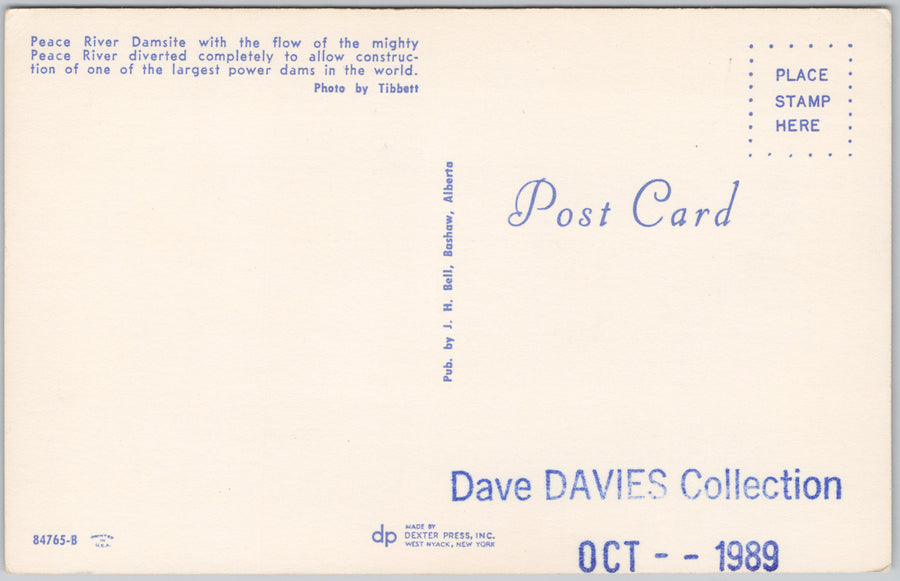 Peace River Damsite with the flow of the mighty
Peace River diverted completely to allow construc-
tion of one of the largest power dams in the world.
Photo by Tibbett
PLACE
STAMP
HERE
Post Card
Pub. by J. H. Bell, Bashaw, Alberta
Dave DAVIES Collection
OCT - - 1989
84765-B
PRINTED
IN
U.S.A.
dp
MADE BY
DEXTER PRESS, INC.
WEST NYACK, NEW YORK